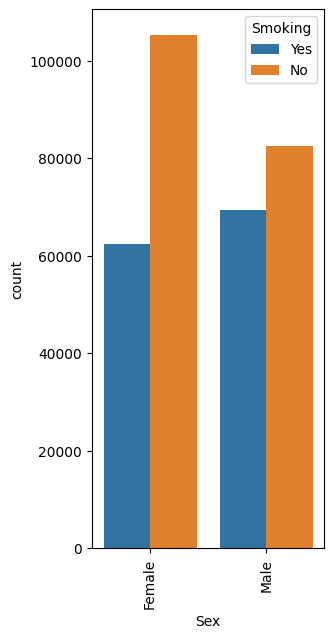 Smoking
Yes
No
100000
80000
60000
40000
20000
0
count
Female
Male
Sex